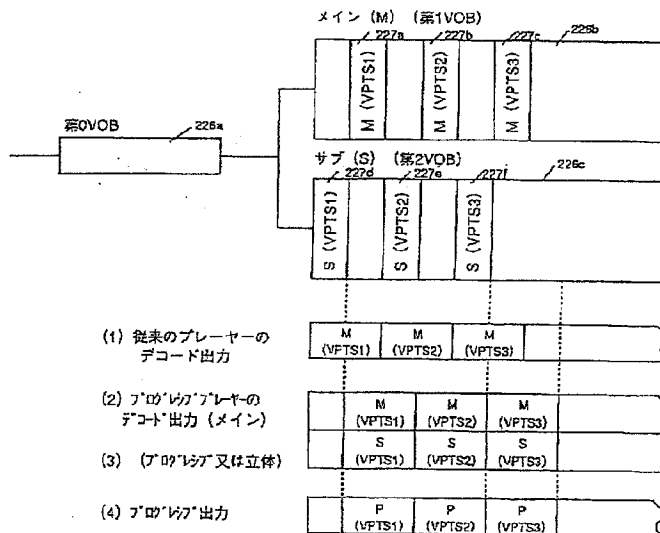 メイン (M) (第1VOB)
227a 227b 227c 226b
M (VPTS1)
M (VPTS2)
M (VPTS3)
第0VOB
226a
サブ (S) (第2VOB)
227d 227e 227f 226c
S (VPTS1)
S (VPTS2)
S (VPTS3)
(1) 従来のプレーヤーの
デコード出力
M
(VPTS1)
M
(VPTS2)
M
(VPTS3)
(2) プログレシブプレーヤーの
デコード出力 (メイン)
M
(VPTS1)
M
(VPTS2)
M
(VPTS3)
(3) (プログレシブ又は立体)
S
(VPTS1)
S
(VPTS2)
S
(VPTS3)
(4) プログレシブ出力
P
(VPTS1)
P
(VPTS2)
P
(VPTS3)